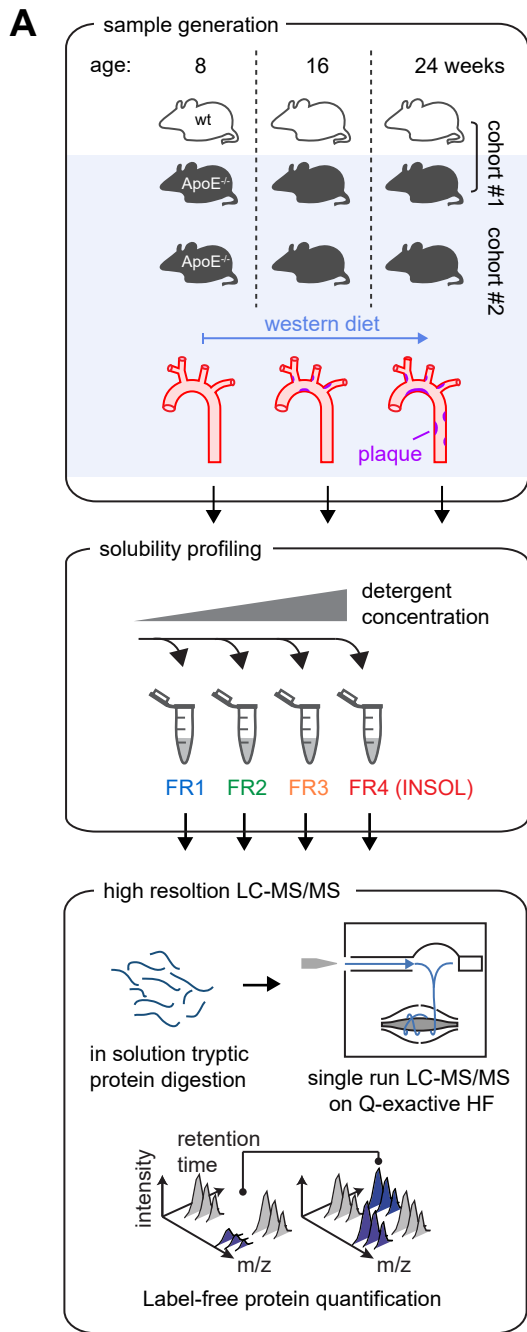 A
sample generation
age: 8 16 24 weeks
wt
ApoE⁻/⁻
cohort #1
ApoE⁻/⁻
cohort #2
western diet
plaque
solubility profiling
detergent
concentration
FR1 FR2 FR3 FR4 (INSOL)
high resoltion LC-MS/MS
in solution tryptic
protein digestion
single run LC-MS/MS
on Q-exactive HF
intensity
retention
time
m/z
m/z
Label-free protein quantification